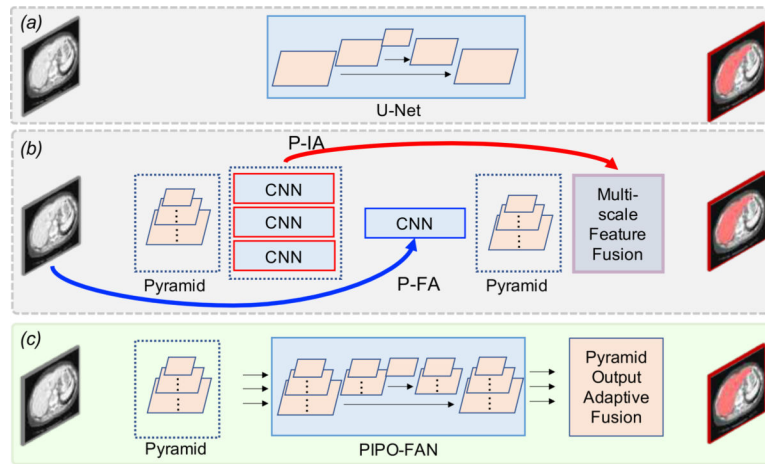 (a)
U-Net
(b)
P-IA
CNN
CNN
CNN
CNN
Multi-
scale
Feature
Fusion
Pyramid
P-FA
Pyramid
(c)
Pyramid
Output
Adaptive
Fusion
Pyramid
PIPO-FAN